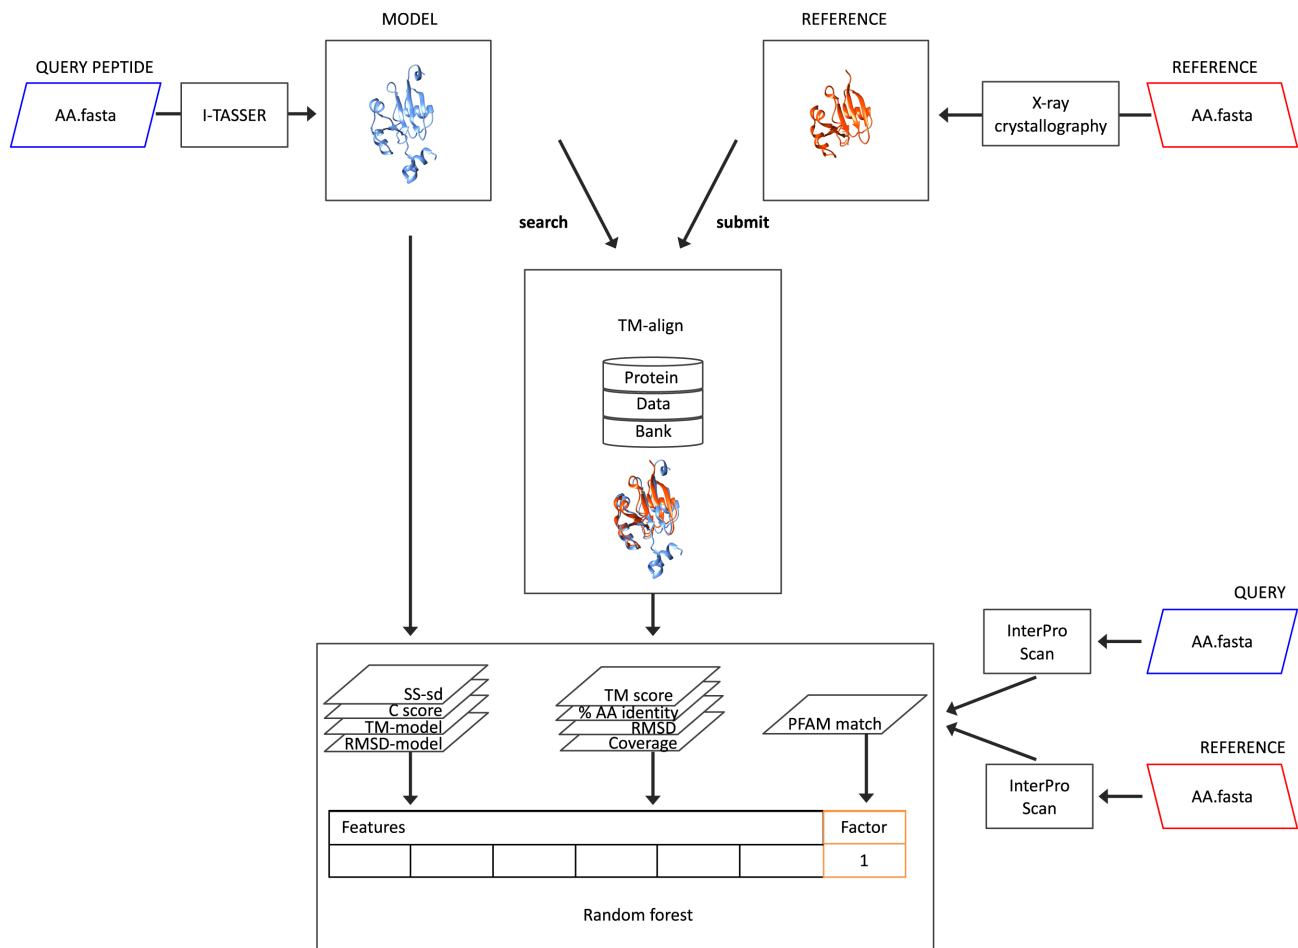 MODEL
REFERENCE
QUERY PEPTIDE
REFERENCE
AA.fasta
I-TASSER
X-ray
crystallography
AA.fasta
search
submit
TM-align
Protein
Data
Bank
QUERY
InterPro
Scan
AA.fasta
SS-sd
C score
TM-model
RMSD-model
TM score
% AA identity
RMSD
Coverage
PFAM match
REFERENCE
InterPro
Scan
AA.fasta
Features
Factor
1
Random forest